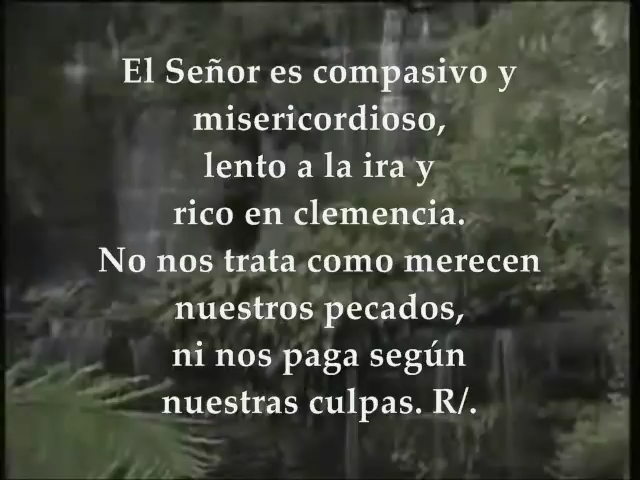 El Señor es compasivo y
misericordioso,
lento a la ira y
rico en clemencia.
No nos trata como merecen
nuestros pecados,
ni nos paga según
nuestras culpas. R/.